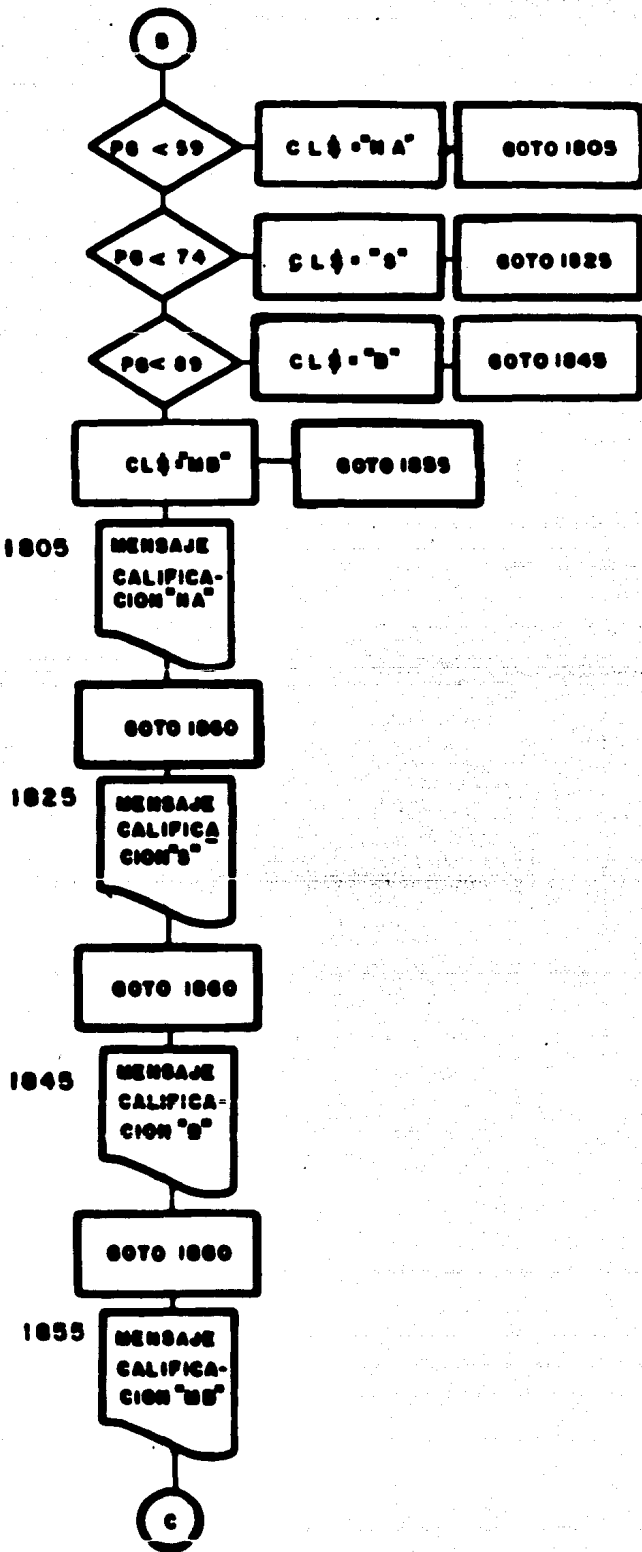 PG < 59
CL$="NA"
GOTO 1805
PG < 74
CL$="S"
GOTO 1825
PG < 89
CL$="B"
GOTO 1845
CL$="MB"
GOTO 1855
1805
MENSAJE
CALIFICA-
CION "NA"
GOTO 1860
1825
MENSAJE
CALIFICA-
CION "S"
GOTO 1860
1845
MENSAJE
CALIFICA-
CION "B"
GOTO 1860
1855
MENSAJE
CALIFICA-
CION "MB"
C